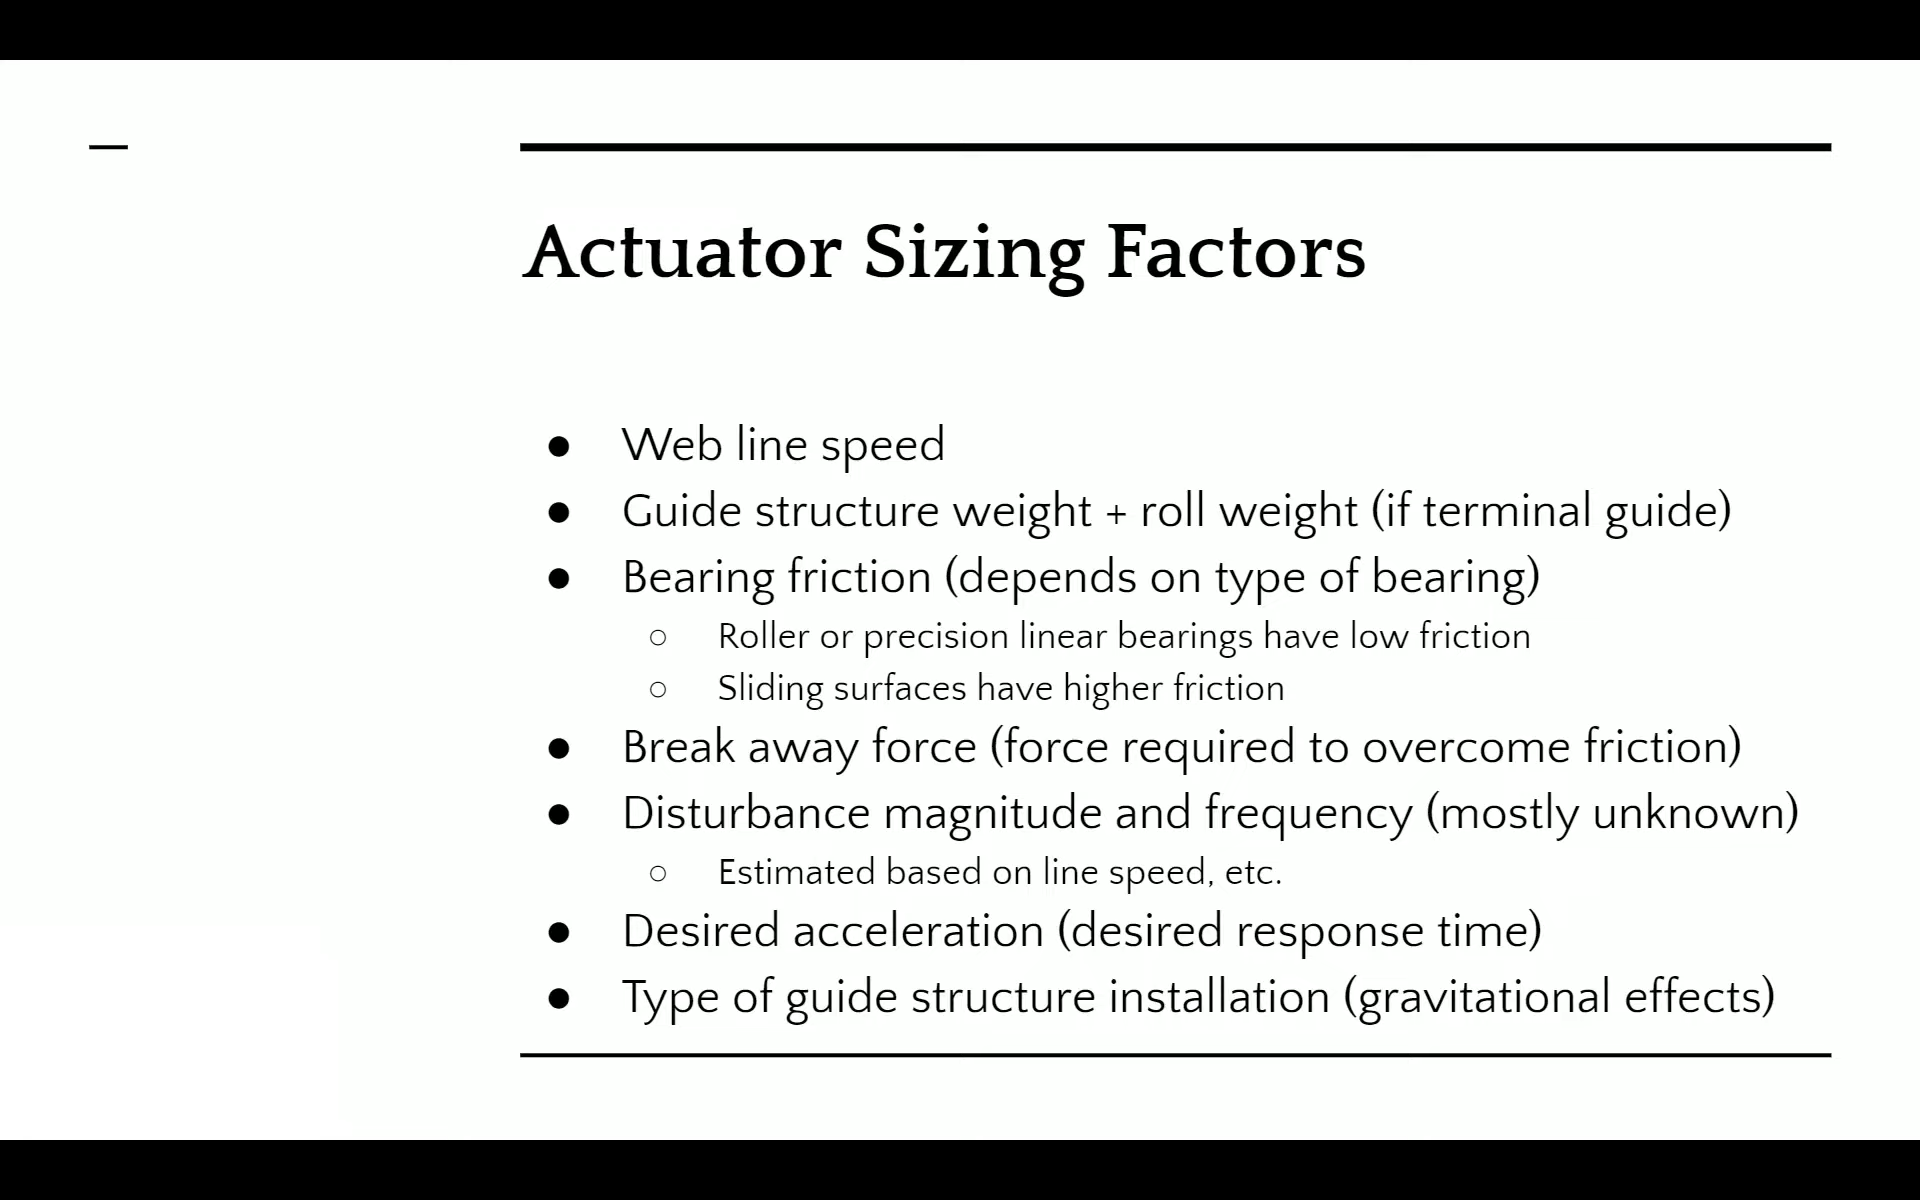 Actuator Sizing Factors
● Web line speed
● Guide structure weight + roll weight (if terminal guide)
● Bearing friction (depends on type of bearing)
○ Roller or precision linear bearings have low friction
○ Sliding surfaces have higher friction
● Break away force (force required to overcome friction)
● Disturbance magnitude and frequency (mostly unknown)
○ Estimated based on line speed, etc.
● Desired acceleration (desired response time)
● Type of guide structure installation (gravitational effects)